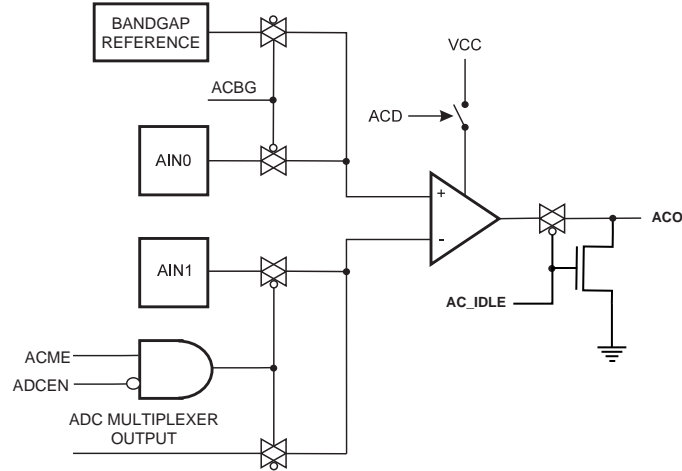 BANDGAP
REFERENCE
VCC
ACBG
ACD
AIN0
+
-
ACO
AIN1
AC_IDLE
ACME
ADCEN
ADC MULTIPLEXER
OUTPUT